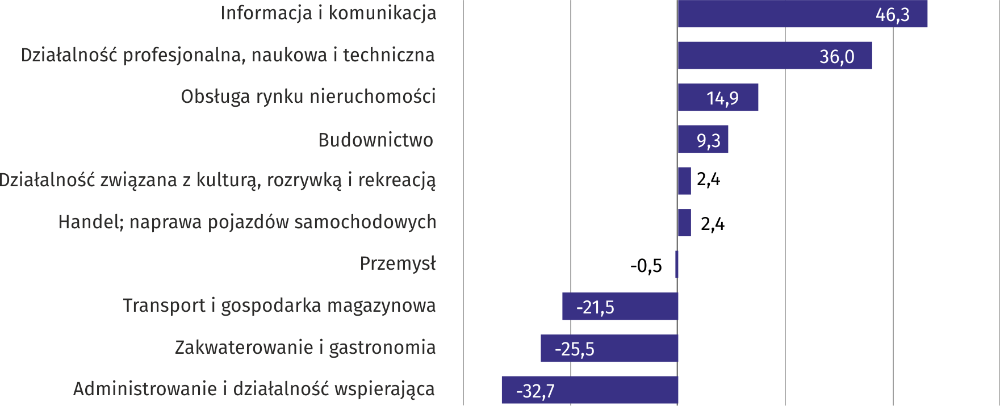 Informacja i komunikacja 46,3
Działalność profesjonalna, naukowa i techniczna 36,0
Obsługa rynku nieruchomości 14,9
Budownictwo 9,3
Działalność związana z kulturą, rozrywką i rekreacją 2,4
Handel; naprawa pojazdów samochodowych 2,4
Przemysł -0,5
Transport i gospodarka magazynowa -21,5
Zakwaterowanie i gastronomia -25,5
Administrowanie i działalność wspierająca -32,7